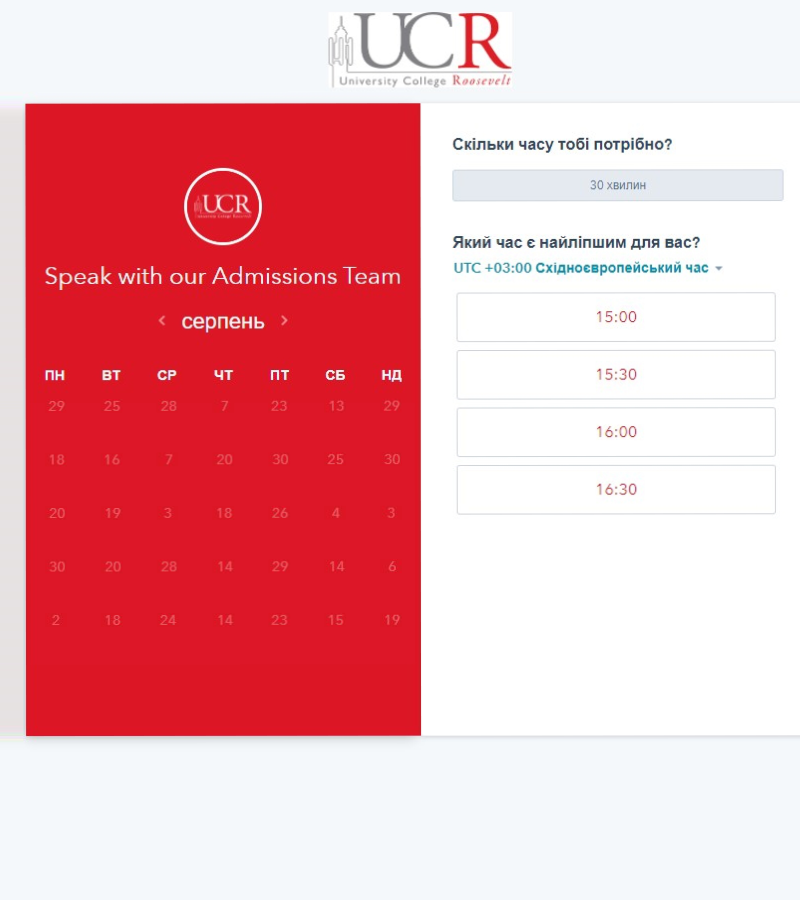 UCR
University College Roosevelt
UCR
Speak with our Admissions Team
серпень
ПН ВТ СР ЧТ ПТ СБ НД
29 25 28 7 23 13 29
18 16 7 20 30 25 30
20 19 3 18 26 4 3
30 20 28 14 29 14 6
2 18 24 14 23 15 19
Скільки часу тобі потрібно?
30 хвилин
Який час є найліпшим для вас?
UTC +03:00 Східноєвропейський час
15:00
15:30
16:00
16:30